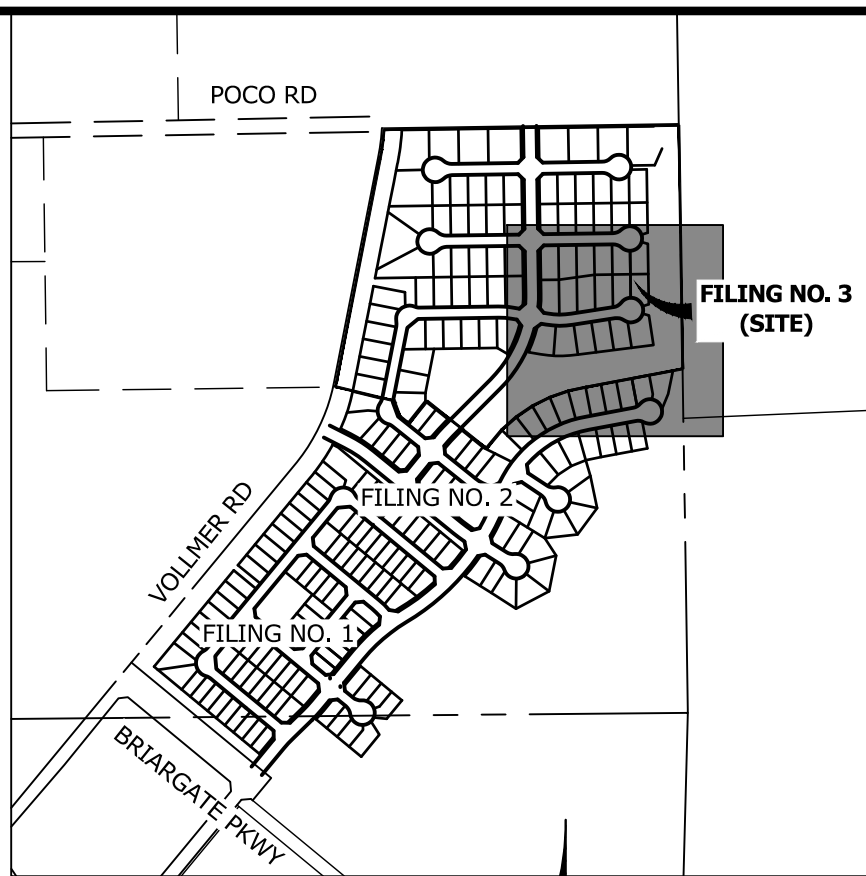 POCO RD
FILING NO. 3
(SITE)
FILING NO. 2
VOLLMER RD
FILING NO. 1
BRIARGATE PKWY